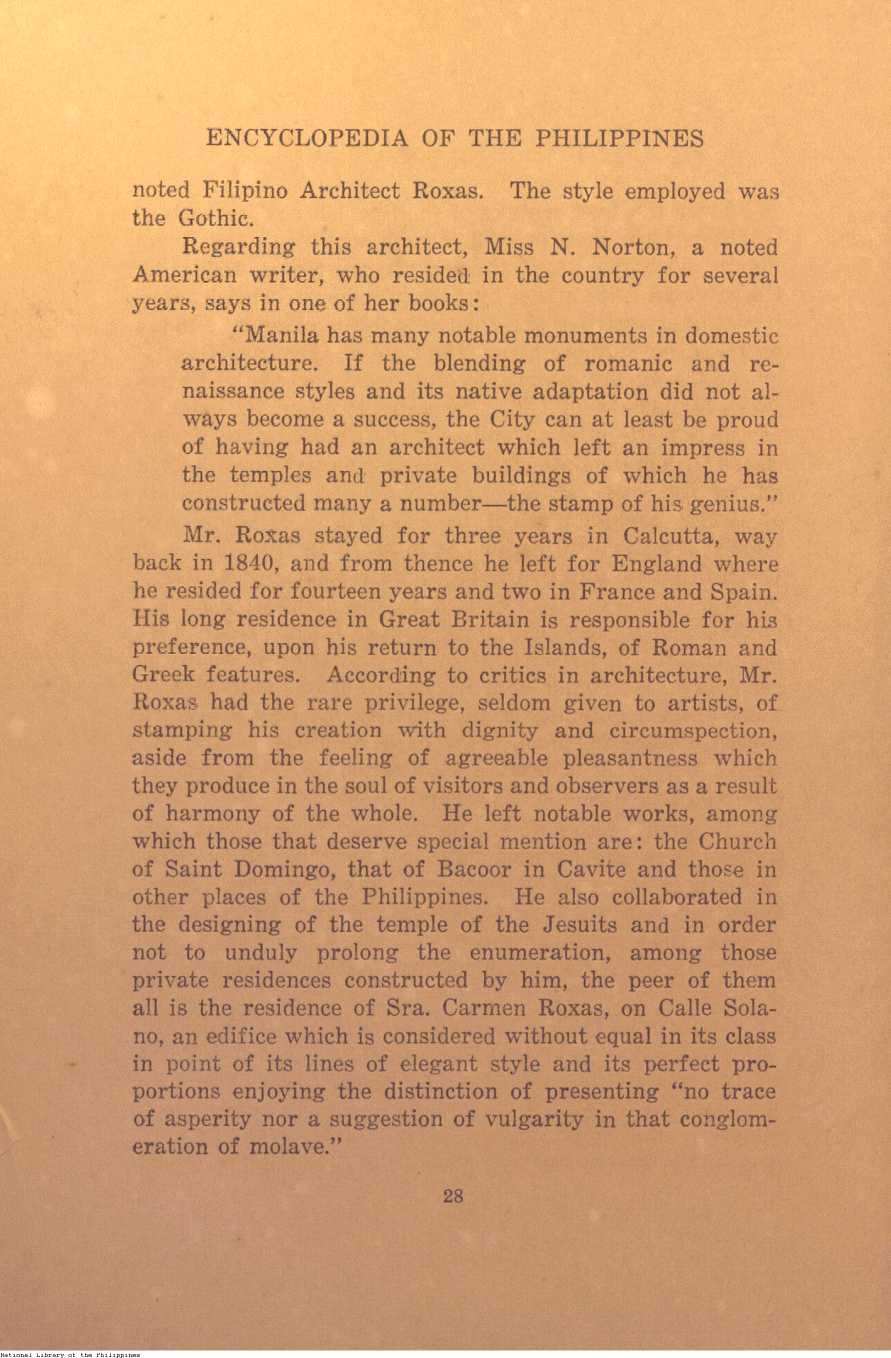 ENCYCLOPEDIA OF THE PHILIPPINES
noted Filipino Architect Roxas. The style employed was
the Gothic.
Regarding this architect, Miss N. Norton, a noted
American writer, who resided in the country for several
years, says in one of her books:
“Manila has many notable monuments in domestic
architecture. If the blending of romanic and re-
naissance styles and its native adaptation did not al-
ways become a success, the City can at least be proud
of having had an architect which left an impress in
the temples and private buildings of which he has
constructed many a number—the stamp of his genius.”
Mr. Roxas stayed for three years in Calcutta, way
back in 1840, and from thence he left for England where
he resided for fourteen years and two in France and Spain.
His long residence in Great Britain is responsible for his
preference, upon his return to the Islands, of Roman and
Greek features. According to critics in architecture, Mr.
Roxas had the rare privilege, seldom given to artists, of
stamping his creation with dignity and circumspection,
aside from the feeling of agreeable pleasantness which
they produce in the soul of visitors and observers as a result
of harmony of the whole. He left notable works, among
which those that deserve special mention are: the Church
of Saint Domingo, that of Bacoor in Cavite and those in
other places of the Philippines. He also collaborated in
the designing of the temple of the Jesuits and in order
not to unduly prolong the enumeration, among those
private residences constructed by him, the peer of them
all is the residence of Sra. Carmen Roxas, on Calle Sola-
no, an edifice which is considered without equal in its class
in point of its lines of elegant style and its perfect pro-
portions enjoying the distinction of presenting “no trace
of asperity nor a suggestion of vulgarity in that conglom-
eration of molave.”
28
National Library of the Philippines